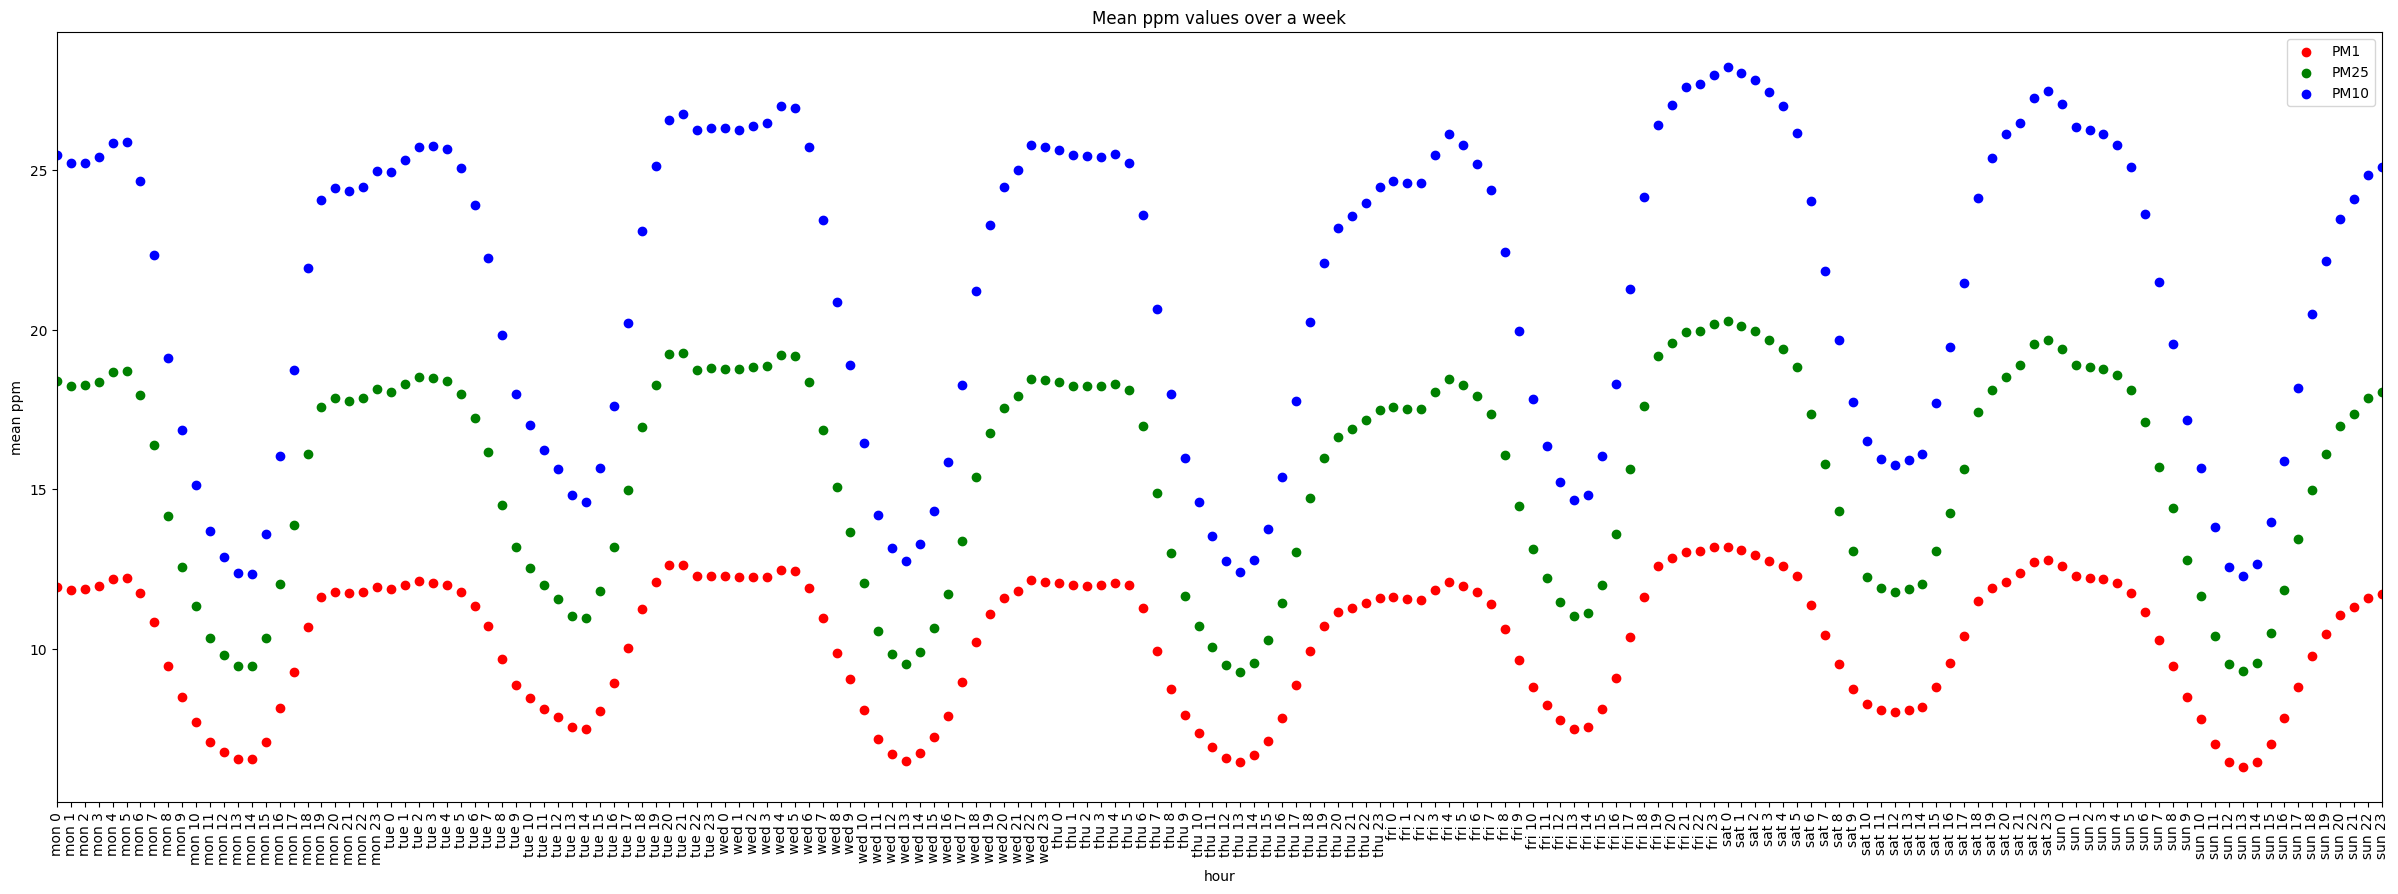 Mean ppm values over a week
PM1
PM25
PM10
mean ppm
25
20
15
10
mon 0
mon 1
mon 2
mon 3
mon 4
mon 5
mon 6
mon 7
mon 8
mon 9
mon 10
mon 11
mon 12
mon 13
mon 14
mon 15
mon 16
mon 17
mon 18
mon 19
mon 20
mon 21
mon 22
mon 23
tue 0
tue 1
tue 2
tue 3
tue 4
tue 5
tue 6
tue 7
tue 8
tue 9
tue 10
tue 11
tue 12
tue 13
tue 14
tue 15
tue 16
tue 17
tue 18
tue 19
tue 20
tue 21
tue 22
tue 23
wed 0
wed 1
wed 2
wed 3
wed 4
wed 5
wed 6
wed 7
wed 8
wed 9
wed 10
wed 11
wed 12
wed 13
wed 14
wed 15
wed 16
wed 17
wed 18
wed 19
wed 20
wed 21
wed 22
wed 23
thu 0
thu 1
thu 2
thu 3
thu 4
thu 5
thu 6
thu 7
thu 8
thu 9
thu 10
thu 11
thu 12
thu 13
thu 14
thu 15
thu 16
thu 17
thu 18
thu 19
thu 20
thu 21
thu 22
thu 23
fri 0
fri 1
fri 2
fri 3
fri 4
fri 5
fri 6
fri 7
fri 8
fri 9
fri 10
fri 11
fri 12
fri 13
fri 14
fri 15
fri 16
fri 17
fri 18
fri 19
fri 20
fri 21
fri 22
fri 23
sat 0
sat 1
sat 2
sat 3
sat 4
sat 5
sat 6
sat 7
sat 8
sat 9
sat 10
sat 11
sat 12
sat 13
sat 14
sat 15
sat 16
sat 17
sat 18
sat 19
sat 20
sat 21
sat 22
sat 23
sun 0
sun 1
sun 2
sun 3
sun 4
sun 5
sun 6
sun 7
sun 8
sun 9
sun 10
sun 11
sun 12
sun 13
sun 14
sun 15
sun 16
sun 17
sun 18
sun 19
sun 20
sun 21
sun 22
sun 23
hour